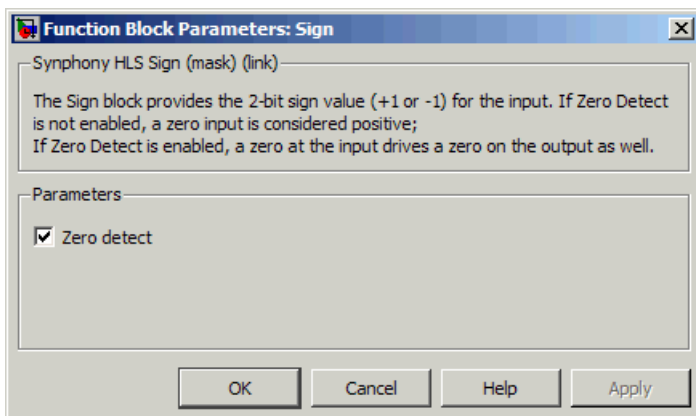 Function Block Parameters: Sign
Synphony HLS Sign (mask) (link)
The Sign block provides the 2-bit sign value (+1 or -1) for the input. If Zero Detect
is not enabled, a zero input is considered positive;
If Zero Detect is enabled, a zero at the input drives a zero on the output as well.
Parameters
Zero detect
OK Cancel Help Apply